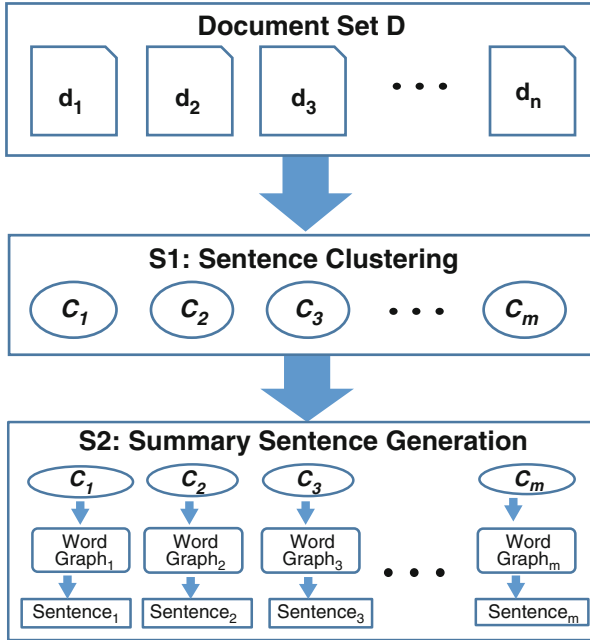 Document Set D
d1 d2 d3 • • • dn
S1: Sentence Clustering
C1 C2 C3 • • • Cm
S2: Summary Sentence Generation
C1 C2 C3 Cm
Word Word Word Word
Graph1 Graph2 Graph3 • • • Graphm
Sentence1 Sentence2 Sentence3 Sentencem